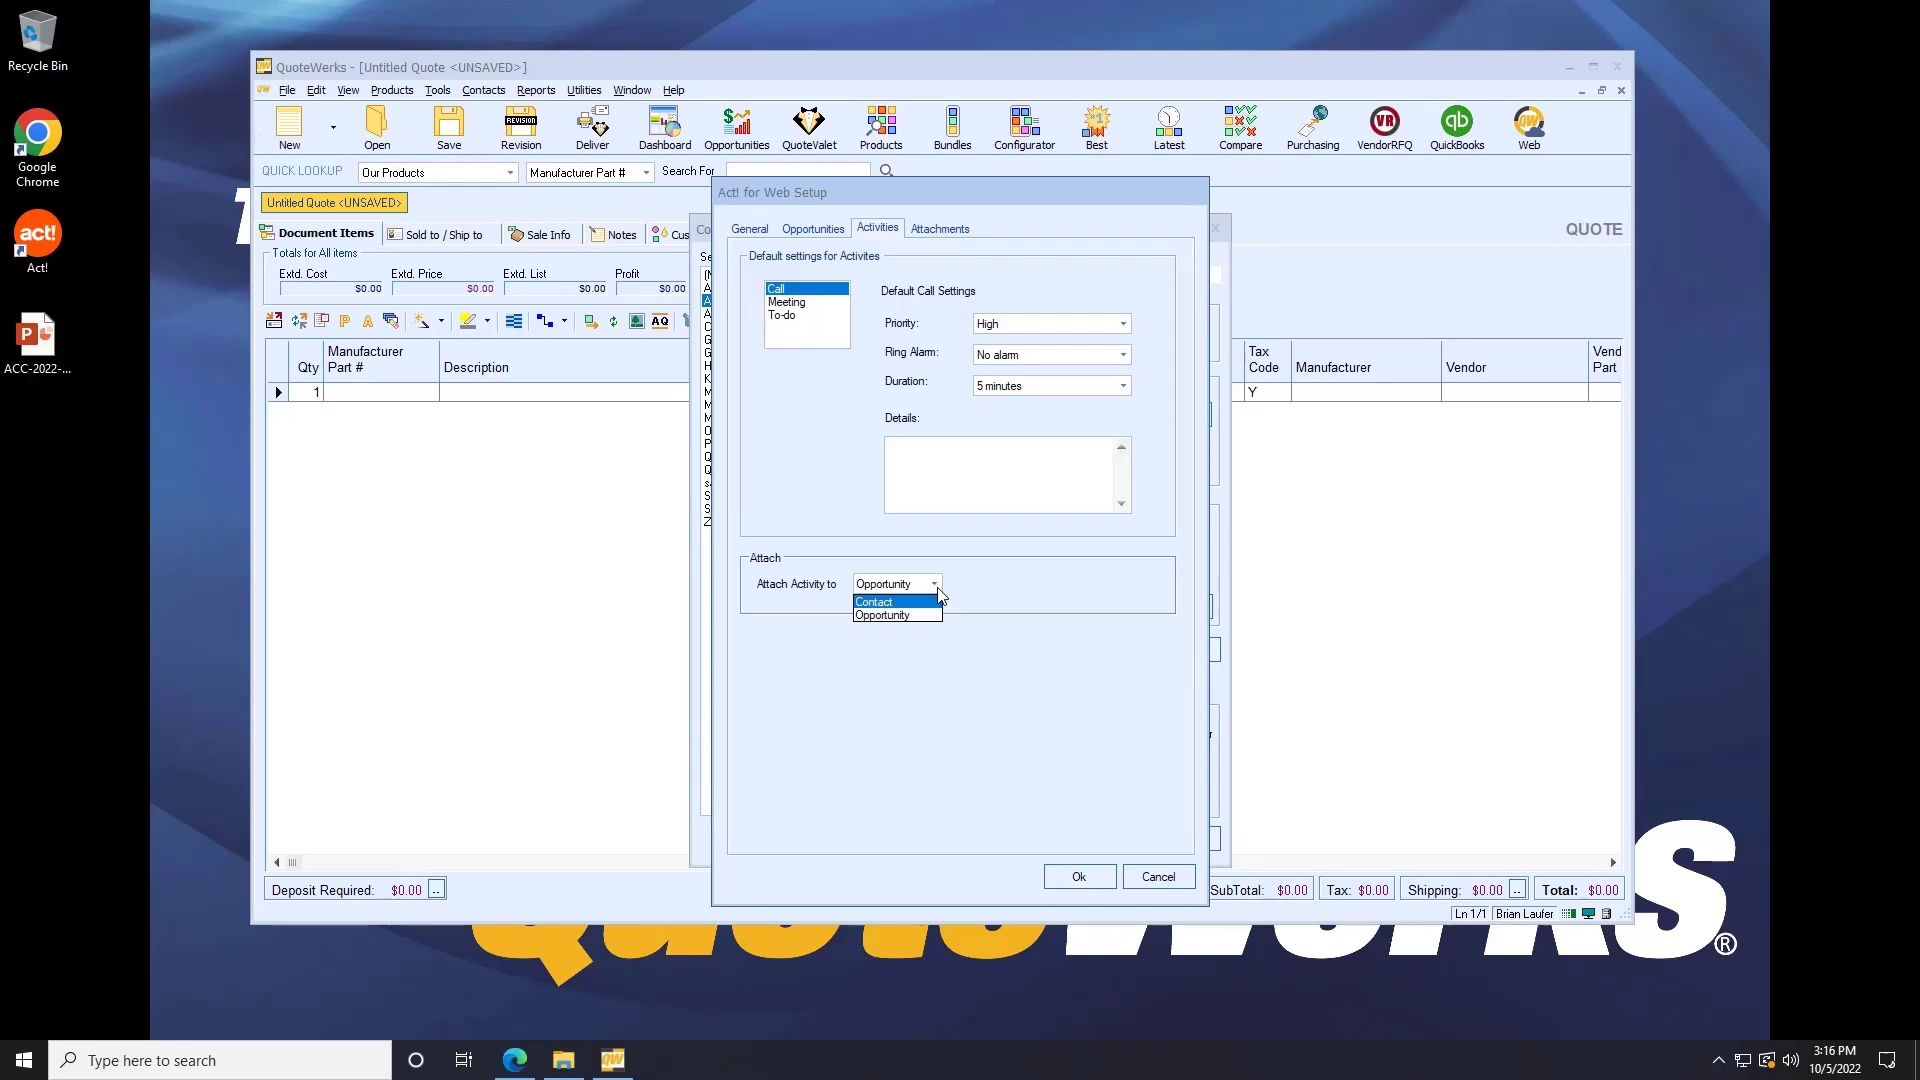 Recycle Bin
Google
Chrome
act!
Act!
ACC-2022-...
QuoteWerks - [Untitled Quote <UNSAVED>]
File Edit View Products Tools Contacts Reports Utilities Window Help
REVISION
New Open Save Revision Deliver Dashboard Opportunities QuoteValet Products Bundles Configurator Best Latest Compare Purchasing VendorRFQ QuickBooks Web
QUICK LOOKUP Our Products Manufacturer Part # Search For
Untitled Quote <UNSAVED>
Document Items Sold to / Ship to Sale Info Notes Cus
QUOTE
Totals for All items
Extd. Cost Extd. Price Extd. List Profit
$0.00 $0.00 $0.00 $0.00
Qty Manufacturer Part # Description Tax Code Manufacturer Vendor Vend Part
1 Y
Act! for Web Setup
General Opportunities Activities Attachments
Default settings for Activites
Call
Meeting
To-do
Default Call Settings
Priority: High
Ring Alarm: No alarm
Duration: 5 minutes
Details:
Attach
Attach Activity to Opportunity
Contact
Opportunity
Ok Cancel
Deposit Required: $0.00 ..
SubTotal: $0.00 Tax: $0.00 Shipping: $0.00 .. Total: $0.00
Ln 1/1 Brian Laufer
Type here to search
3:16 PM
10/5/2022